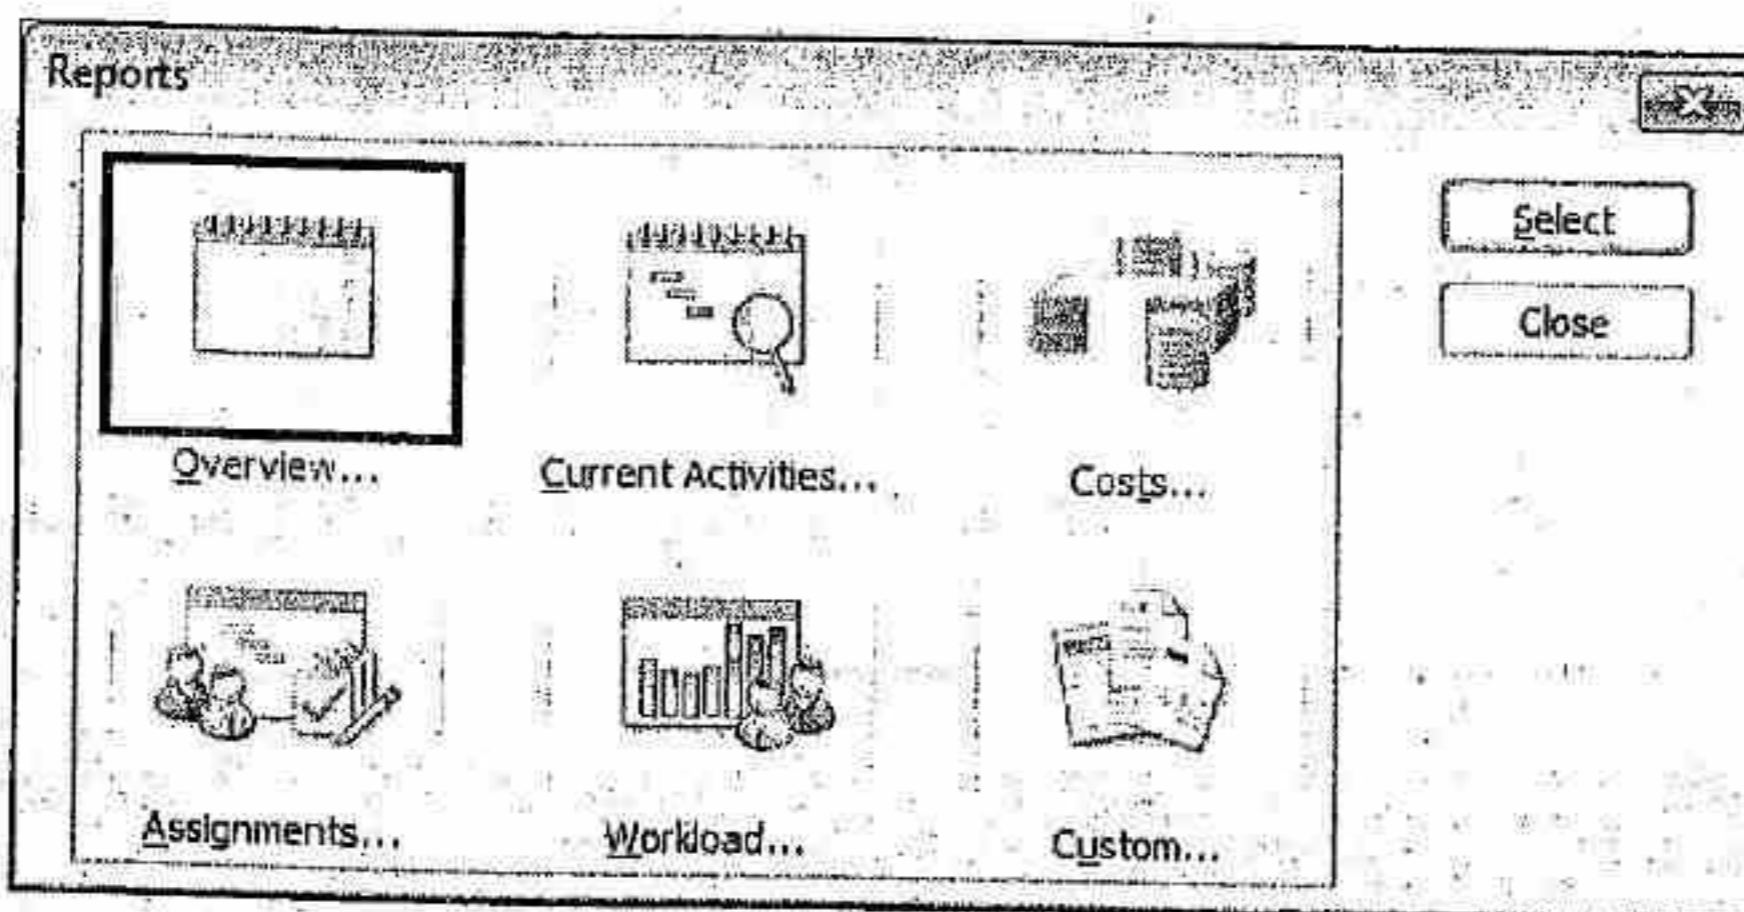 Reports
Select
Close
Overview...
Current Activities...
Costs...
Assignments...
Workload...
Custom...